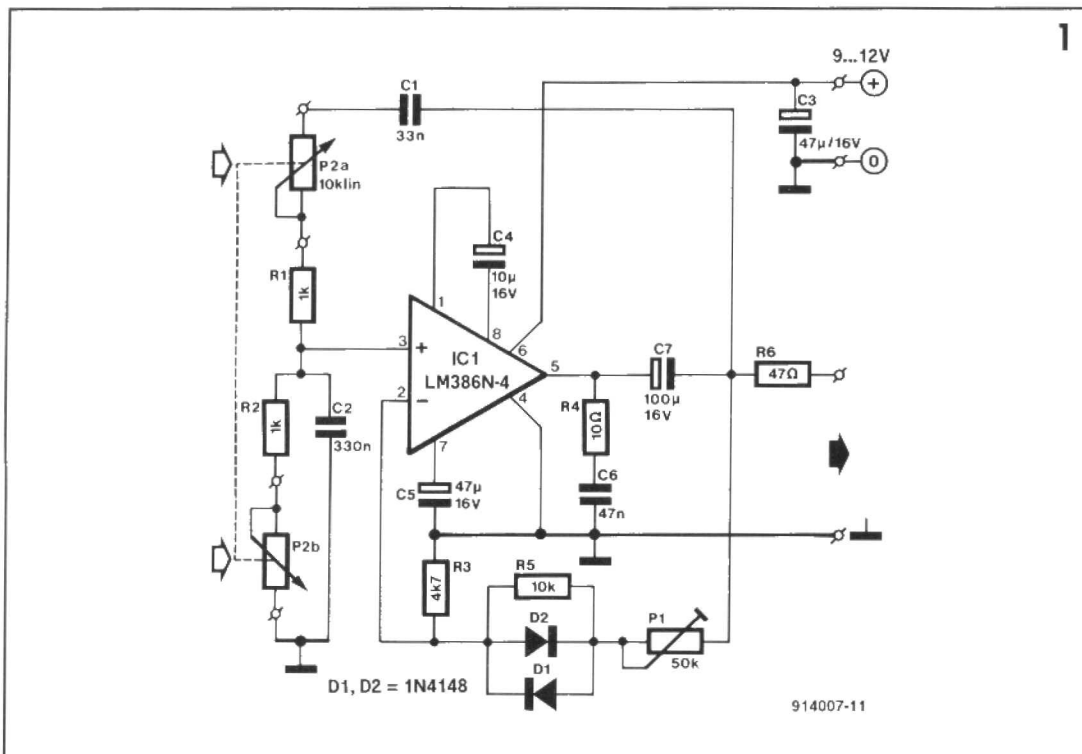 1
9...12V
+
C1
33n
C3
47µ/16V
0
P2a
10klin
C4
10µ
16V
R1
1k
1
8
3
+
6
IC1
LM386N-4
5
C7
100µ
16V
R6
47Ω
2
–
4
R4
10Ω
R2
1k
C2
330n
7
C5
47µ
16V
C6
47n
P2b
R3
4k7
R5
10k
D2
P1
50k
D1
D1, D2 = 1N4148
914007-11